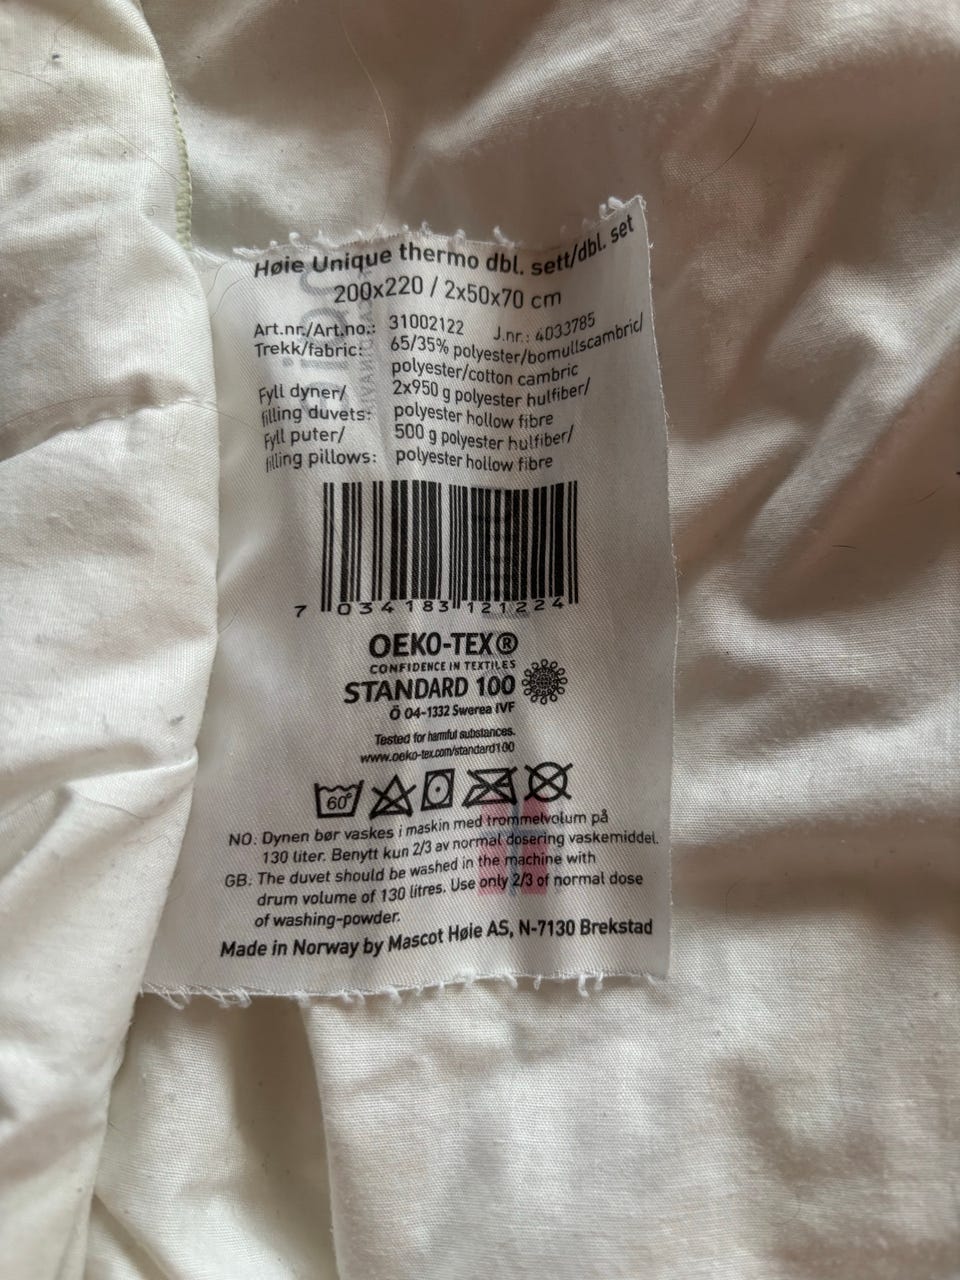 Høie Unique thermo dbl. sett/dbl. set
200x220 / 2x50x70 cm
Art.nr./Art.no.: 31002122 J.nr.: 4033785
Trekk/fabric: 65/35% polyester/bomullscambric/
polyester/cotton cambric
Fyll dyner/ 2x950 g polyester hulfiber/
filling duvets: polyester hollow fibre
Fyll puter/ 500 g polyester hulfiber/
filling pillows: polyester hollow fibre
7 034183 121224
OEKO-TEX®
CONFIDENCE IN TEXTILES
STANDARD 100
Ö 04-1332 Swerea IVF
Tested for harmful substances.
www.oeko-tex.com/standard100
60°
NO: Dynen bør vaskes i maskin med trommelvolum på
130 liter. Benytt kun 2/3 av normal dosering vaskemiddel.
GB: The duvet should be washed in the machine with
drum volume of 130 litres. Use only 2/3 of normal dose
of washing-powder.
Made in Norway by Mascot Høie AS, N-7130 Brekstad